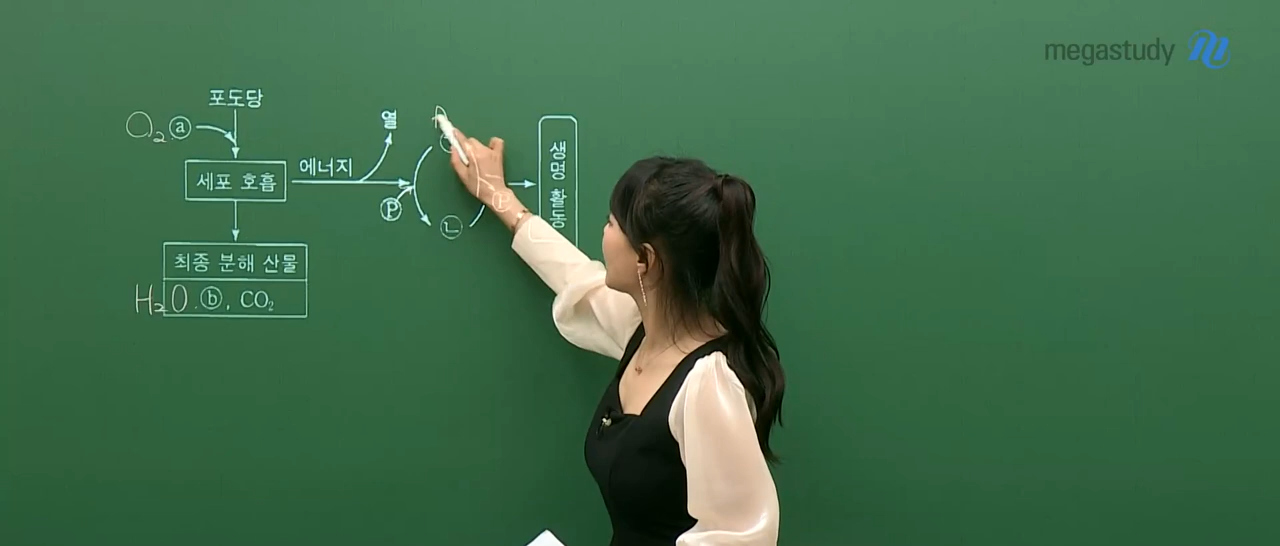 megastudy
포도당
O₂ ⓐ
열
에너지
세포 호흡
생명 활동
ⓟ
㉡
최종 분해 산물
H₂O ⓑ, CO₂